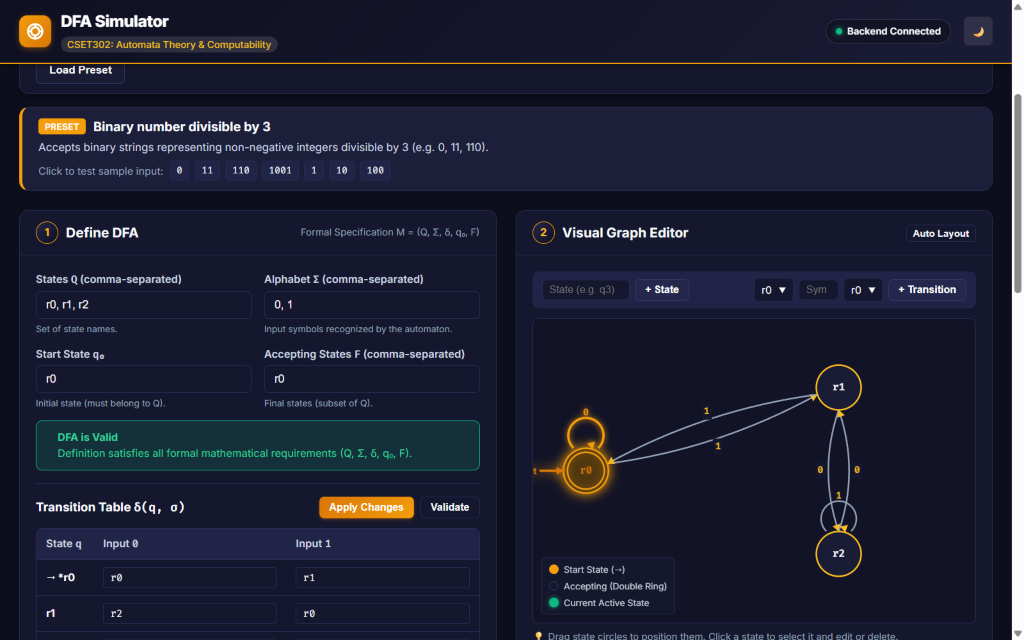 DFA Simulator
CSET302: Automata Theory & Computability
Backend Connected
Load Preset
PRESET Binary number divisible by 3
Accepts binary strings representing non-negative integers divisible by 3 (e.g. 0, 11, 110).
Click to test sample input: 0 11 110 1001 1 10 100
1 Define DFA
Formal Specification M = (Q, Σ, δ, q₀, F)
States Q (comma-separated)
r0, r1, r2
Set of state names.
Alphabet Σ (comma-separated)
0, 1
Input symbols recognized by the automaton.
Start State q₀
r0
Initial state (must belong to Q).
Accepting States F (comma-separated)
r0
Final states (subset of Q).
DFA is Valid
Definition satisfies all formal mathematical requirements (Q, Σ, δ, q₀, F).
Transition Table δ(q, σ)
Apply Changes
Validate
State q Input 0 Input 1
→ *r0 r0 r1
r1 r2 r0
2 Visual Graph Editor
Auto Layout
State (e.g. q3)
+ State
r0 ▼
Sym
r0 ▼
+ Transition
r1
0
1
1
r0
0
0
1
r2
Start State (→)
Accepting (Double Ring)
Current Active State
Drag state circles to position them. Click a state to select it and edit or delete.